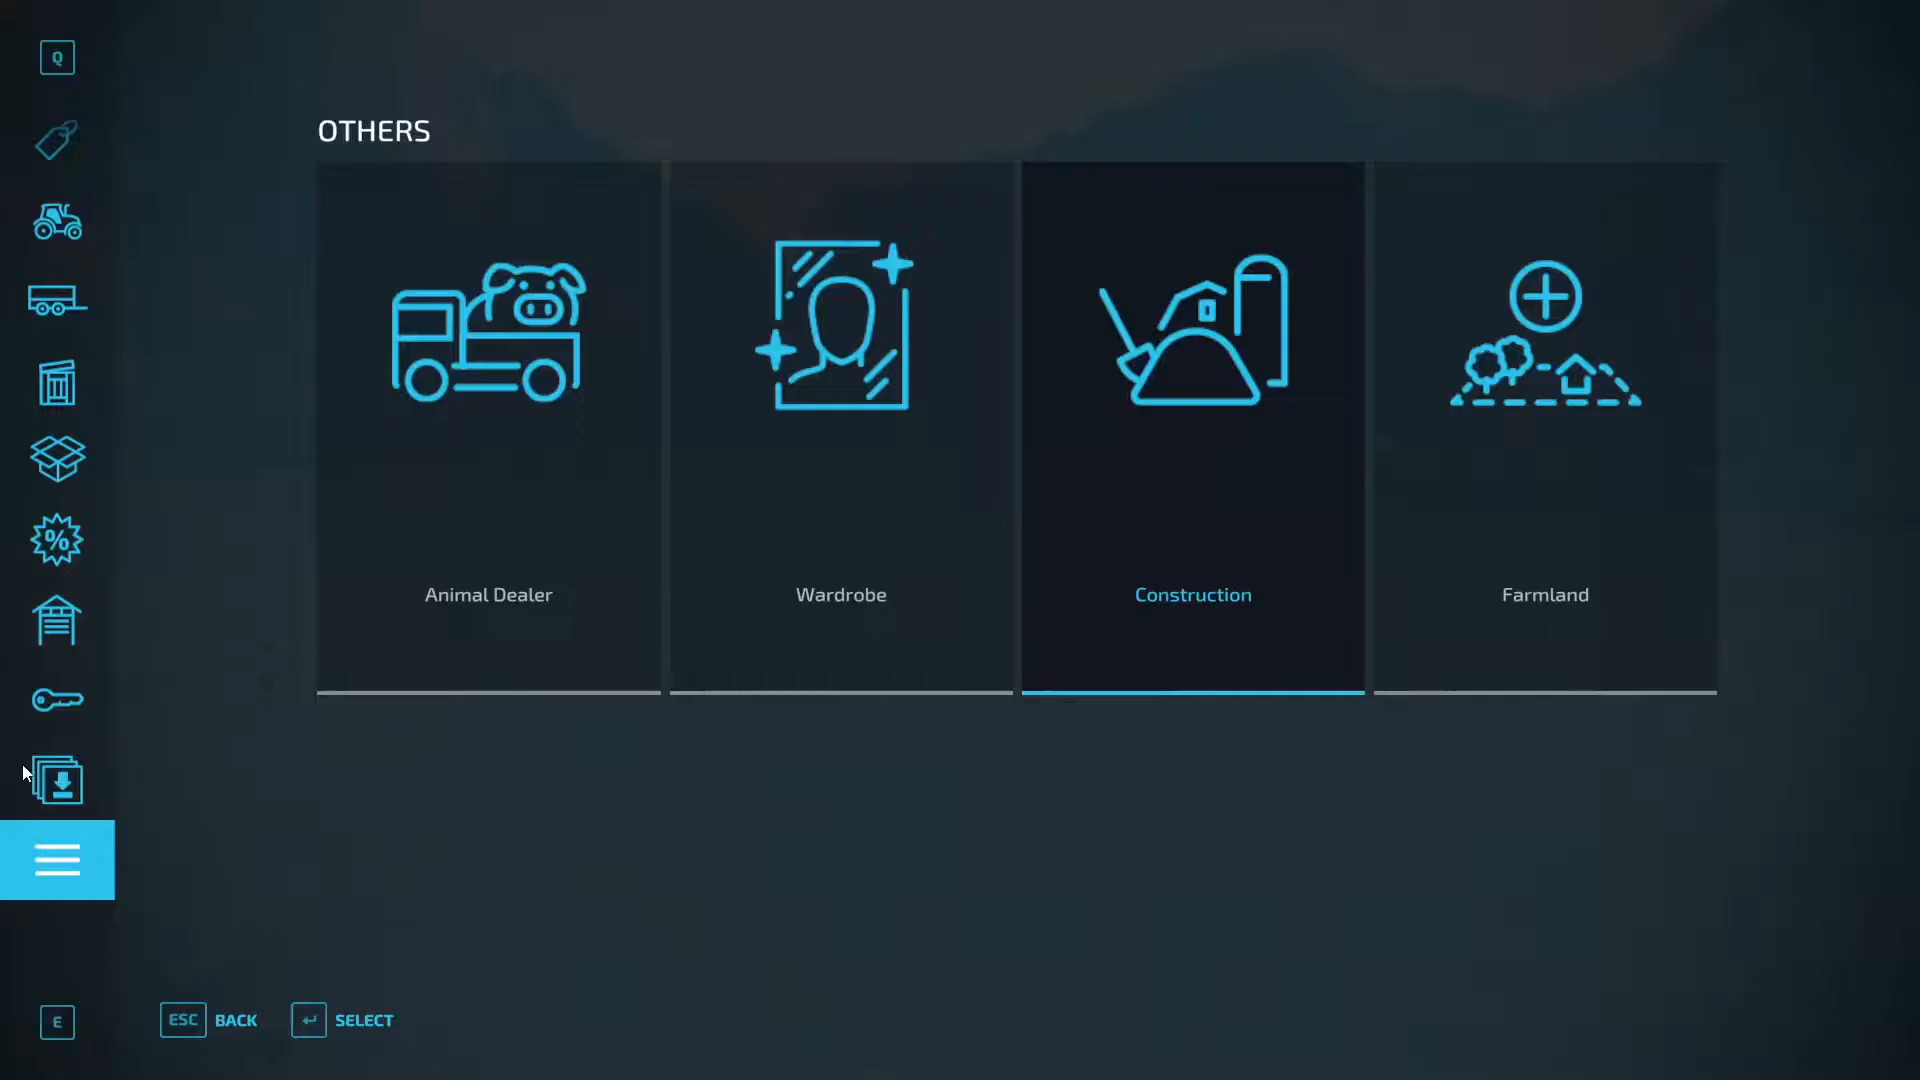 Q
OTHERS
%
Animal Dealer
Wardrobe
Construction
Farmland
E
ESC BACK
SELECT